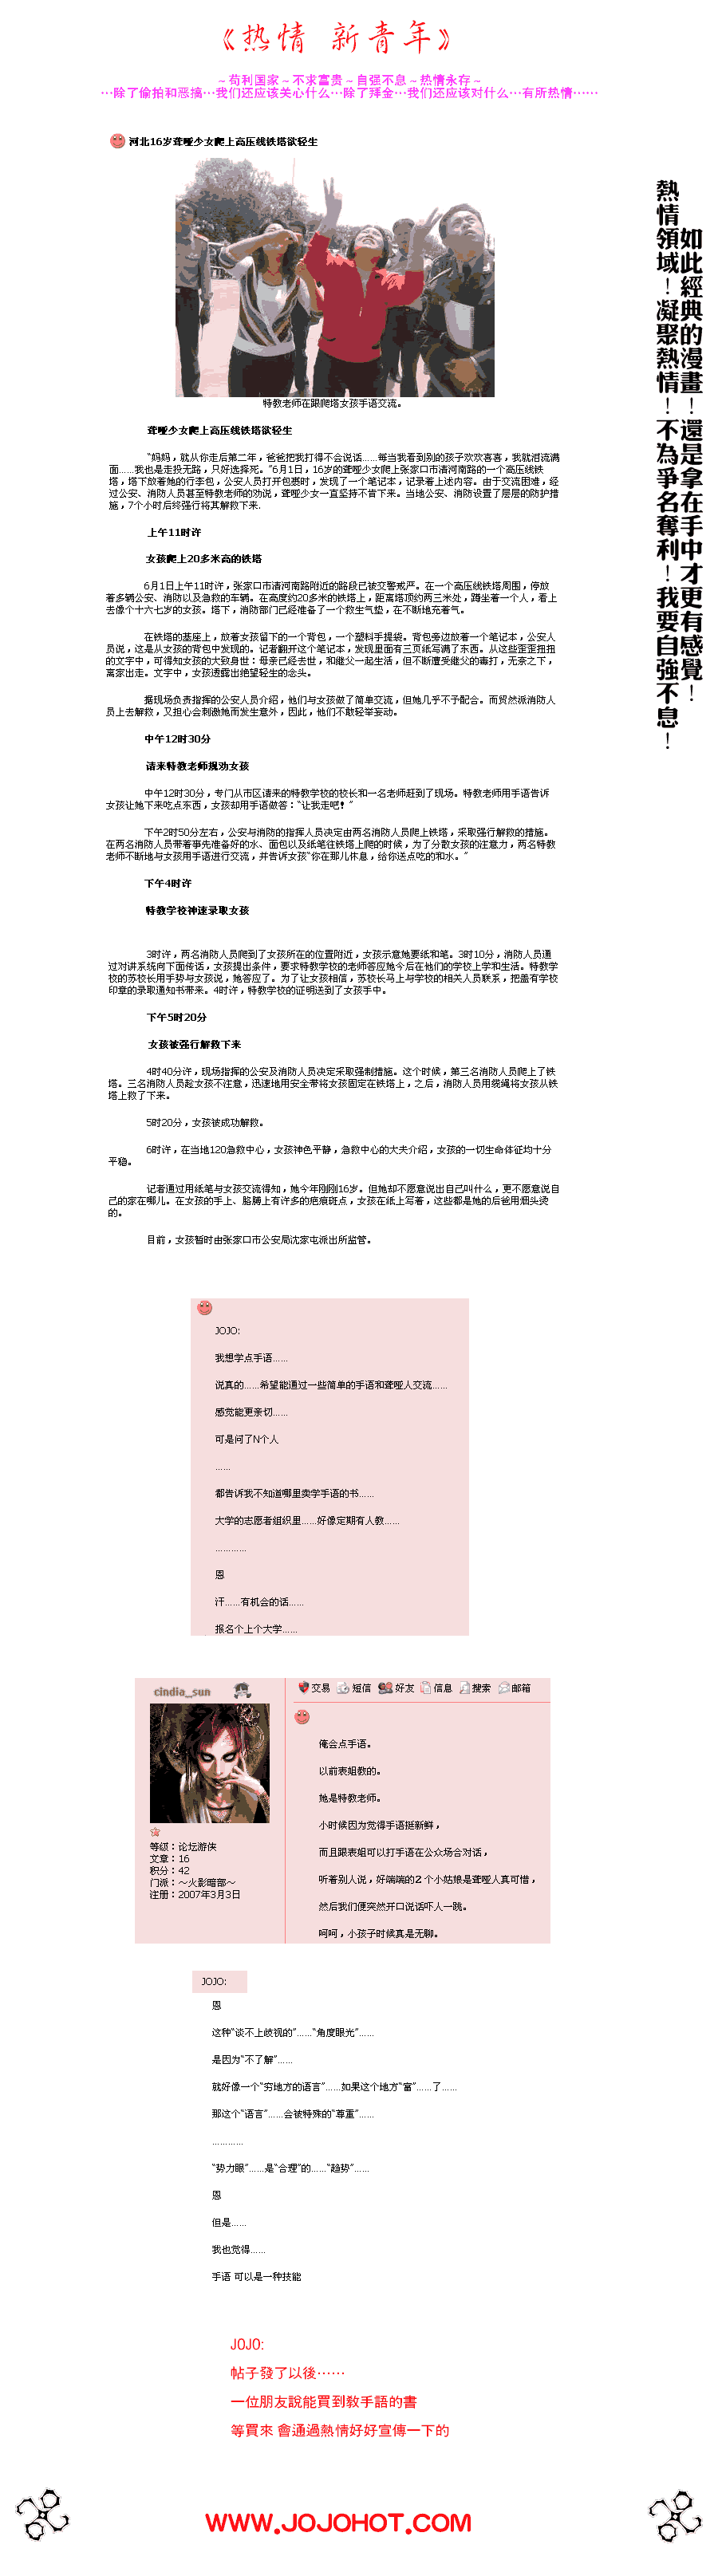 《热情 新青年》
~苟利国家~不求富贵~自强不息~热情永存~
…除了偷拍和恶搞…我们还应该关心什么…除了拜金…我们还应该对什么…有所热情……
河北16岁聋哑少女爬上高压线铁塔欲轻生
如此經典的漫畫！還是拿在手中才更有感覺！
熱情領域！凝聚熱情！不為爭名奪利！我要自強不息！
特教老师在跟爬塔女孩手语交流。
聋哑少女爬上高压线铁塔欲轻生
“妈妈，就从你走后第二年，爸爸把我打得不会说话……每当我看到别的孩子欢欢喜喜，我就泪流满
面……我也是走投无路，只好选择死。”6月1日，16岁的聋哑少女爬上张家口市清河南路的一个高压线铁
塔，塔下放着她的行李包，公安人员打开包裹时，发现了一个笔记本，记录着上述内容。由于交流困难，经
过公安、消防人员甚至特教老师的劝说，聋哑少女一直坚持不肯下来。当地公安、消防设置了层层的防护措
施，7个小时后终强行将其解救下来.
上午11时许
女孩爬上20多米高的铁塔
6月1日上午11时许，张家口市清河南路附近的路段已被交警戒严。在一个高压线铁塔周围，停放
着多辆公安、消防以及急救的车辆。在高度约20多米的铁塔上，距离塔顶约两三米处，蹲坐着一个人，看上
去像个十六七岁的女孩。塔下，消防部门已经准备了一个救生气垫，在不断地充着气。
在铁塔的基座上，放着女孩留下的一个背包，一个塑料手提袋。背包旁边放着一个笔记本，公安人
员说，这是从女孩的背包中发现的。记者翻开这个笔记本，发现里面有三页纸写满了东西。从这些歪歪扭扭
的文字中，可得知女孩的大致身世：母亲已经去世，和继父一起生活，但不断遭受继父的毒打，无奈之下，
离家出走。文字中，女孩透露出绝望轻生的念头。
据现场负责指挥的公安人员介绍，他们与女孩做了简单交流，但她几乎不予配合。而贸然派消防人
员上去解救，又担心会刺激她而发生意外，因此，他们不敢轻举妄动。
中午12时30分
请来特教老师规劝女孩
中午12时30分，专门从市区请来的特教学校的校长和一名老师赶到了现场。特教老师用手语告诉
女孩让她下来吃点东西，女孩却用手语做答：“让我走吧！”
下午2时50分左右，公安与消防的指挥人员决定由两名消防人员爬上铁塔，采取强行解救的措施。
在两名消防人员带着事先准备好的水、面包以及纸笔往铁塔上爬的时候，为了分散女孩的注意力，两名特教
老师不断地与女孩用手语进行交流，并告诉女孩“你在那儿休息，给你送点吃的和水。”
下午4时许
特教学校神速录取女孩
3时许，两名消防人员爬到了女孩所在的位置附近，女孩示意她要纸和笔。3时10分，消防人员通
过对讲系统向下面传话，女孩提出条件，要求特教学校的老师答应她今后在他们的学校上学和生活。特教学
校的苏校长用手势与女孩说，她答应了。为了让女孩相信，苏校长马上与学校的相关人员联系，把盖有学校
印章的录取通知书带来。4时许，特教学校的证明送到了女孩手中。
下午5时20分
女孩被强行解救下来
4时40分许，现场指挥的公安及消防人员决定采取强制措施。这个时候，第三名消防人员爬上了铁
塔。三名消防人员趁女孩不注意，迅速地用安全带将女孩固定在铁塔上，之后，消防人员用绕绳将女孩从铁
塔上救了下来。
5时20分，女孩被成功解救。
6时许，在当地120急救中心，女孩神色平静，急救中心的大夫介绍，女孩的一切生命体征均十分
平稳。
记者通过用纸笔与女孩交流得知，她今年刚刚16岁。但她却不愿意说出自己叫什么，更不愿意说自
己的家在哪儿。在女孩的手上、胳膊上有许多的疤痕斑点，女孩在纸上写着，这些都是她的后爸用烟头烫
的。
目前，女孩暂时由张家口市公安局沈家屯派出所监管。
JOJO:
我想学点手语……
说真的……希望能通过一些简单的手语和聋哑人交流……
感觉能更亲切……
可是问了N个人
……
都告诉我不知道哪里卖学手语的书……
大学的志愿者组织里……好像定期有人教……
…………
恩
汗……有机会的话……
报名个上个大学……
cindia_sun
交易 短信 好友 信息 搜索 邮箱
等级：论坛游侠
文章：16
积分：42
门派：～火影暗部～
注册：2007年3月3日
俺会点手语。
以前表姐教的。
她是特教老师。
小时候因为觉得手语挺新鲜，
而且跟表姐可以打手语在公众场合对话，
听着别人说，好端端的2 个小姑娘是聋哑人真可惜，
然后我们便突然开口说话吓人一跳。
呵呵，小孩子时候真是无聊。
JOJO:
恩
这种“谈不上歧视的”……“角度眼光”……
是因为“不了解”……
就好像一个“穷地方的语言”……如果这个地方“富”……了……
那这个“语言”……会被特殊的“尊重”……
…………
“势力眼”……是“合理”的……“趋势”……
恩
但是……
我也觉得……
手语 可以是一种技能
JOJO:
帖子發了以後……
一位朋友說能買到教手語的書
等買來 會通過熱情好好宣傳一下的
WWW.JOJOHOT.COM